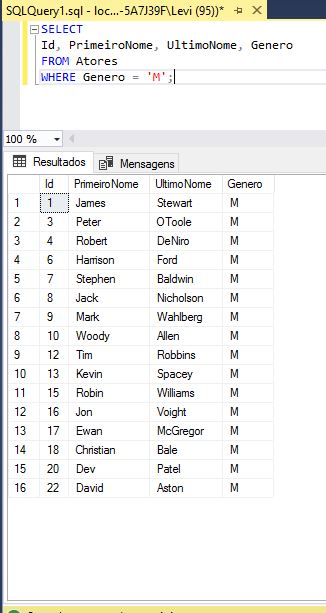 SQLQuery1.sql - loc...-5A7J39F\Levi (95))*
SELECT
Id, PrimeiroNome, UltimoNome, Genero
FROM Atores
WHERE Genero = 'M';
100 %
Resultados Mensagens
Id PrimeiroNome UltimoNome Genero
1 1 James Stewart M
2 3 Peter OToole M
3 4 Robert DeNiro M
4 6 Harrison Ford M
5 7 Stephen Baldwin M
6 8 Jack Nicholson M
7 9 Mark Wahlberg M
8 10 Woody Allen M
9 12 Tim Robbins M
10 13 Kevin Spacey M
11 15 Robin Williams M
12 16 Jon Voight M
13 17 Ewan McGregor M
14 18 Christian Bale M
15 20 Dev Patel M
16 22 David Aston M